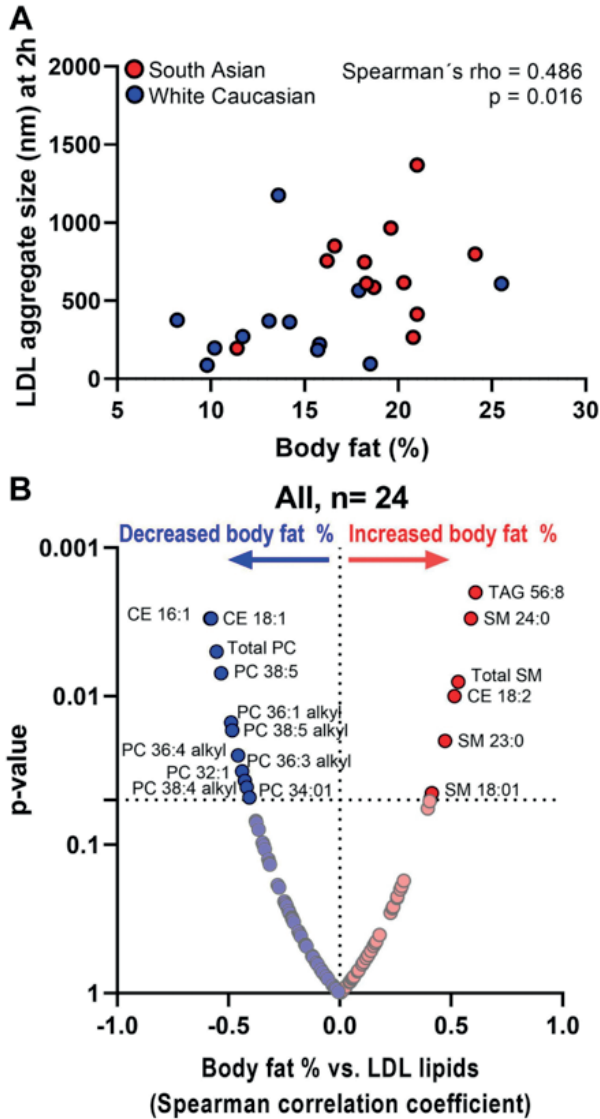 A
LDL aggregate size (nm) at 2h
2000
1500
1000
500
0
South Asian
White Caucasian
Spearman´s rho = 0.486
p = 0.016
5 10 15 20 25 30
Body fat (%)
B
All, n= 24
Decreased body fat % Increased body fat %
p-value
0.001
0.01
0.1
1
CE 16:1 CE 18:1
Total PC
PC 38:5
PC 36:1 alkyl
PC 38:5 alkyl
PC 36:4 alkyl
PC 36:3 alkyl
PC 32:1
PC 38:4 alkyl PC 34:01
TAG 56:8
SM 24:0
Total SM
CE 18:2
SM 23:0
SM 18:01
-1.0 -0.5 0.0 0.5 1.0
Body fat % vs. LDL lipids
(Spearman correlation coefficient)